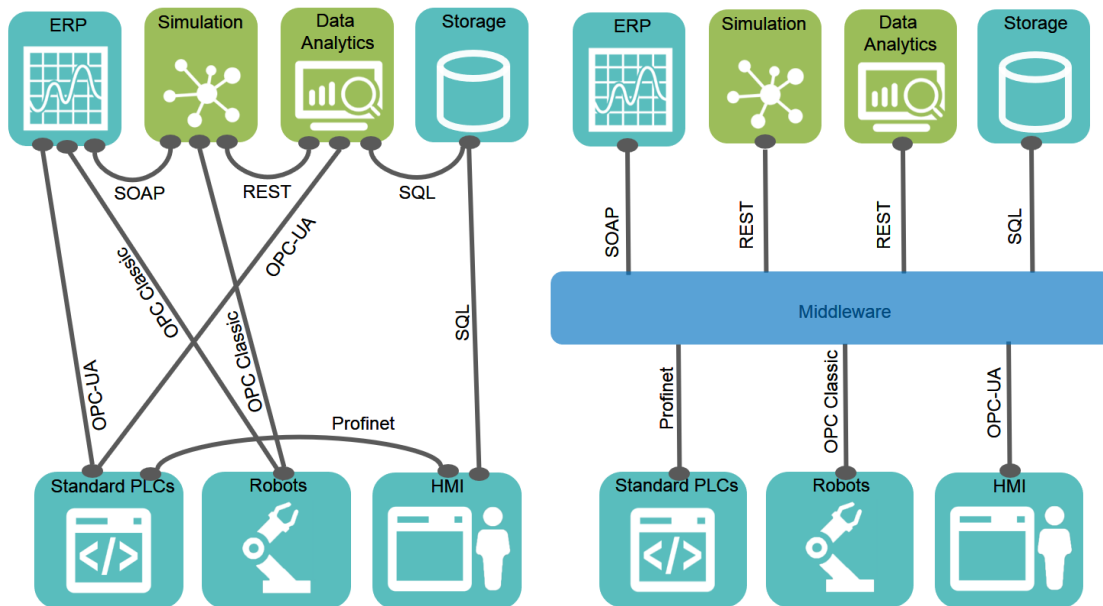 ERP
Simulation
Data
Analytics
Storage
SOAP
REST
SQL
OPC-UA
OPC Classic
OPC Classic
SQL
OPC-UA
Profinet
Standard PLCs
Robots
HMI
</>
ERP
Simulation
Data
Analytics
Storage
SOAP
REST
REST
SQL
Middleware
Profinet
OPC Classic
OPC-UA
Standard PLCs
Robots
HMI
</>